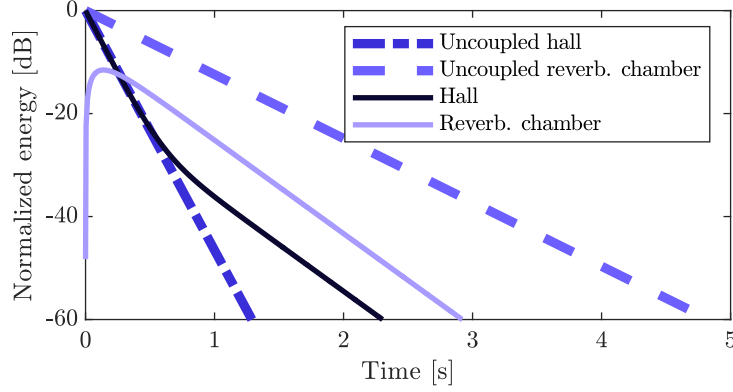 Normalized energy [dB]
0
-20
-40
-60
Uncoupled hall
Uncoupled reverb. chamber
Hall
Reverb. chamber
0 1 2 3 4 5
Time [s]